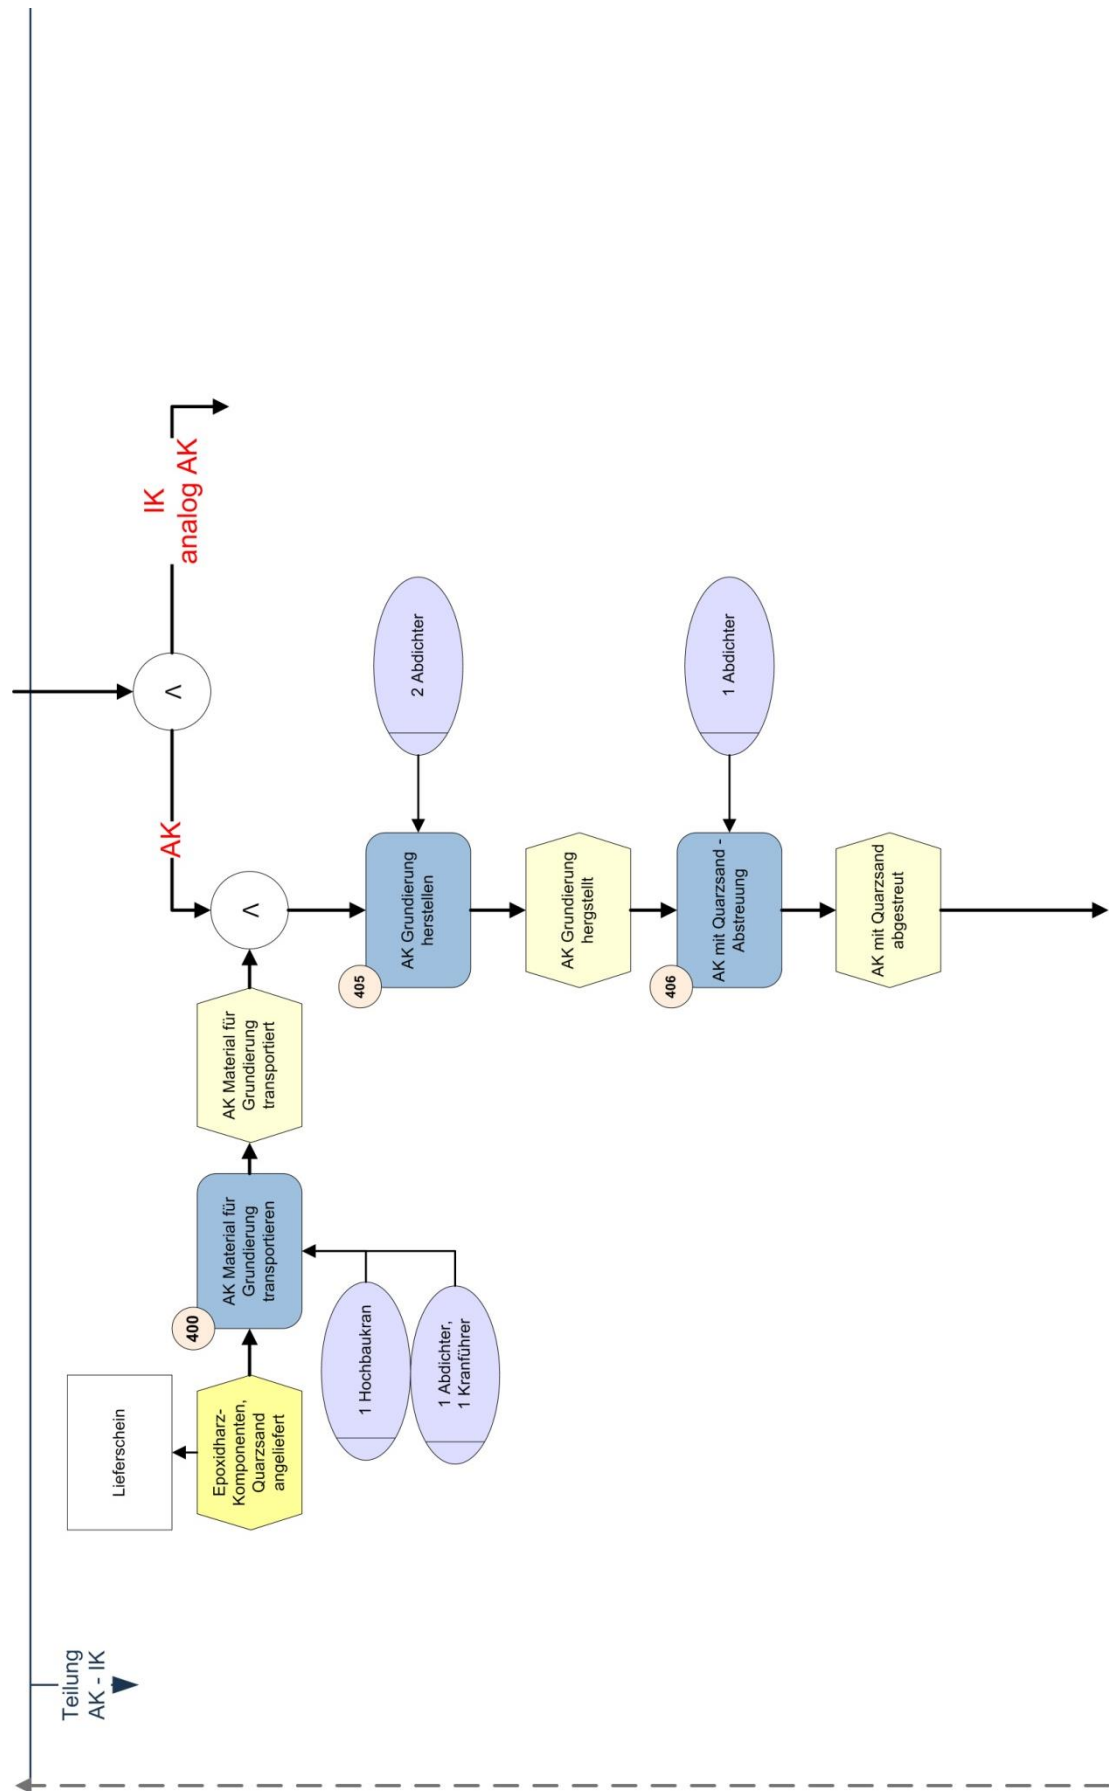 Teilung
AK - IK
Lieferschein
IK
analog AK
AK
V
Epoxidharz-
Komponenten,
Quarzsand
angeliefert
400
AK Material für
Grundierung
transportieren
AK Material für
Grundierung
transportiert
V
1 Hochbaukran
1 Abdichter,
1 Kranführer
405
AK Grundierung
herstellen
2 Abdichter
AK Grundierung
hergstellt
406
AK mit Quarzsand -
Abstreuung
1 Abdichter
AK mit Quarzsand
abgestreut